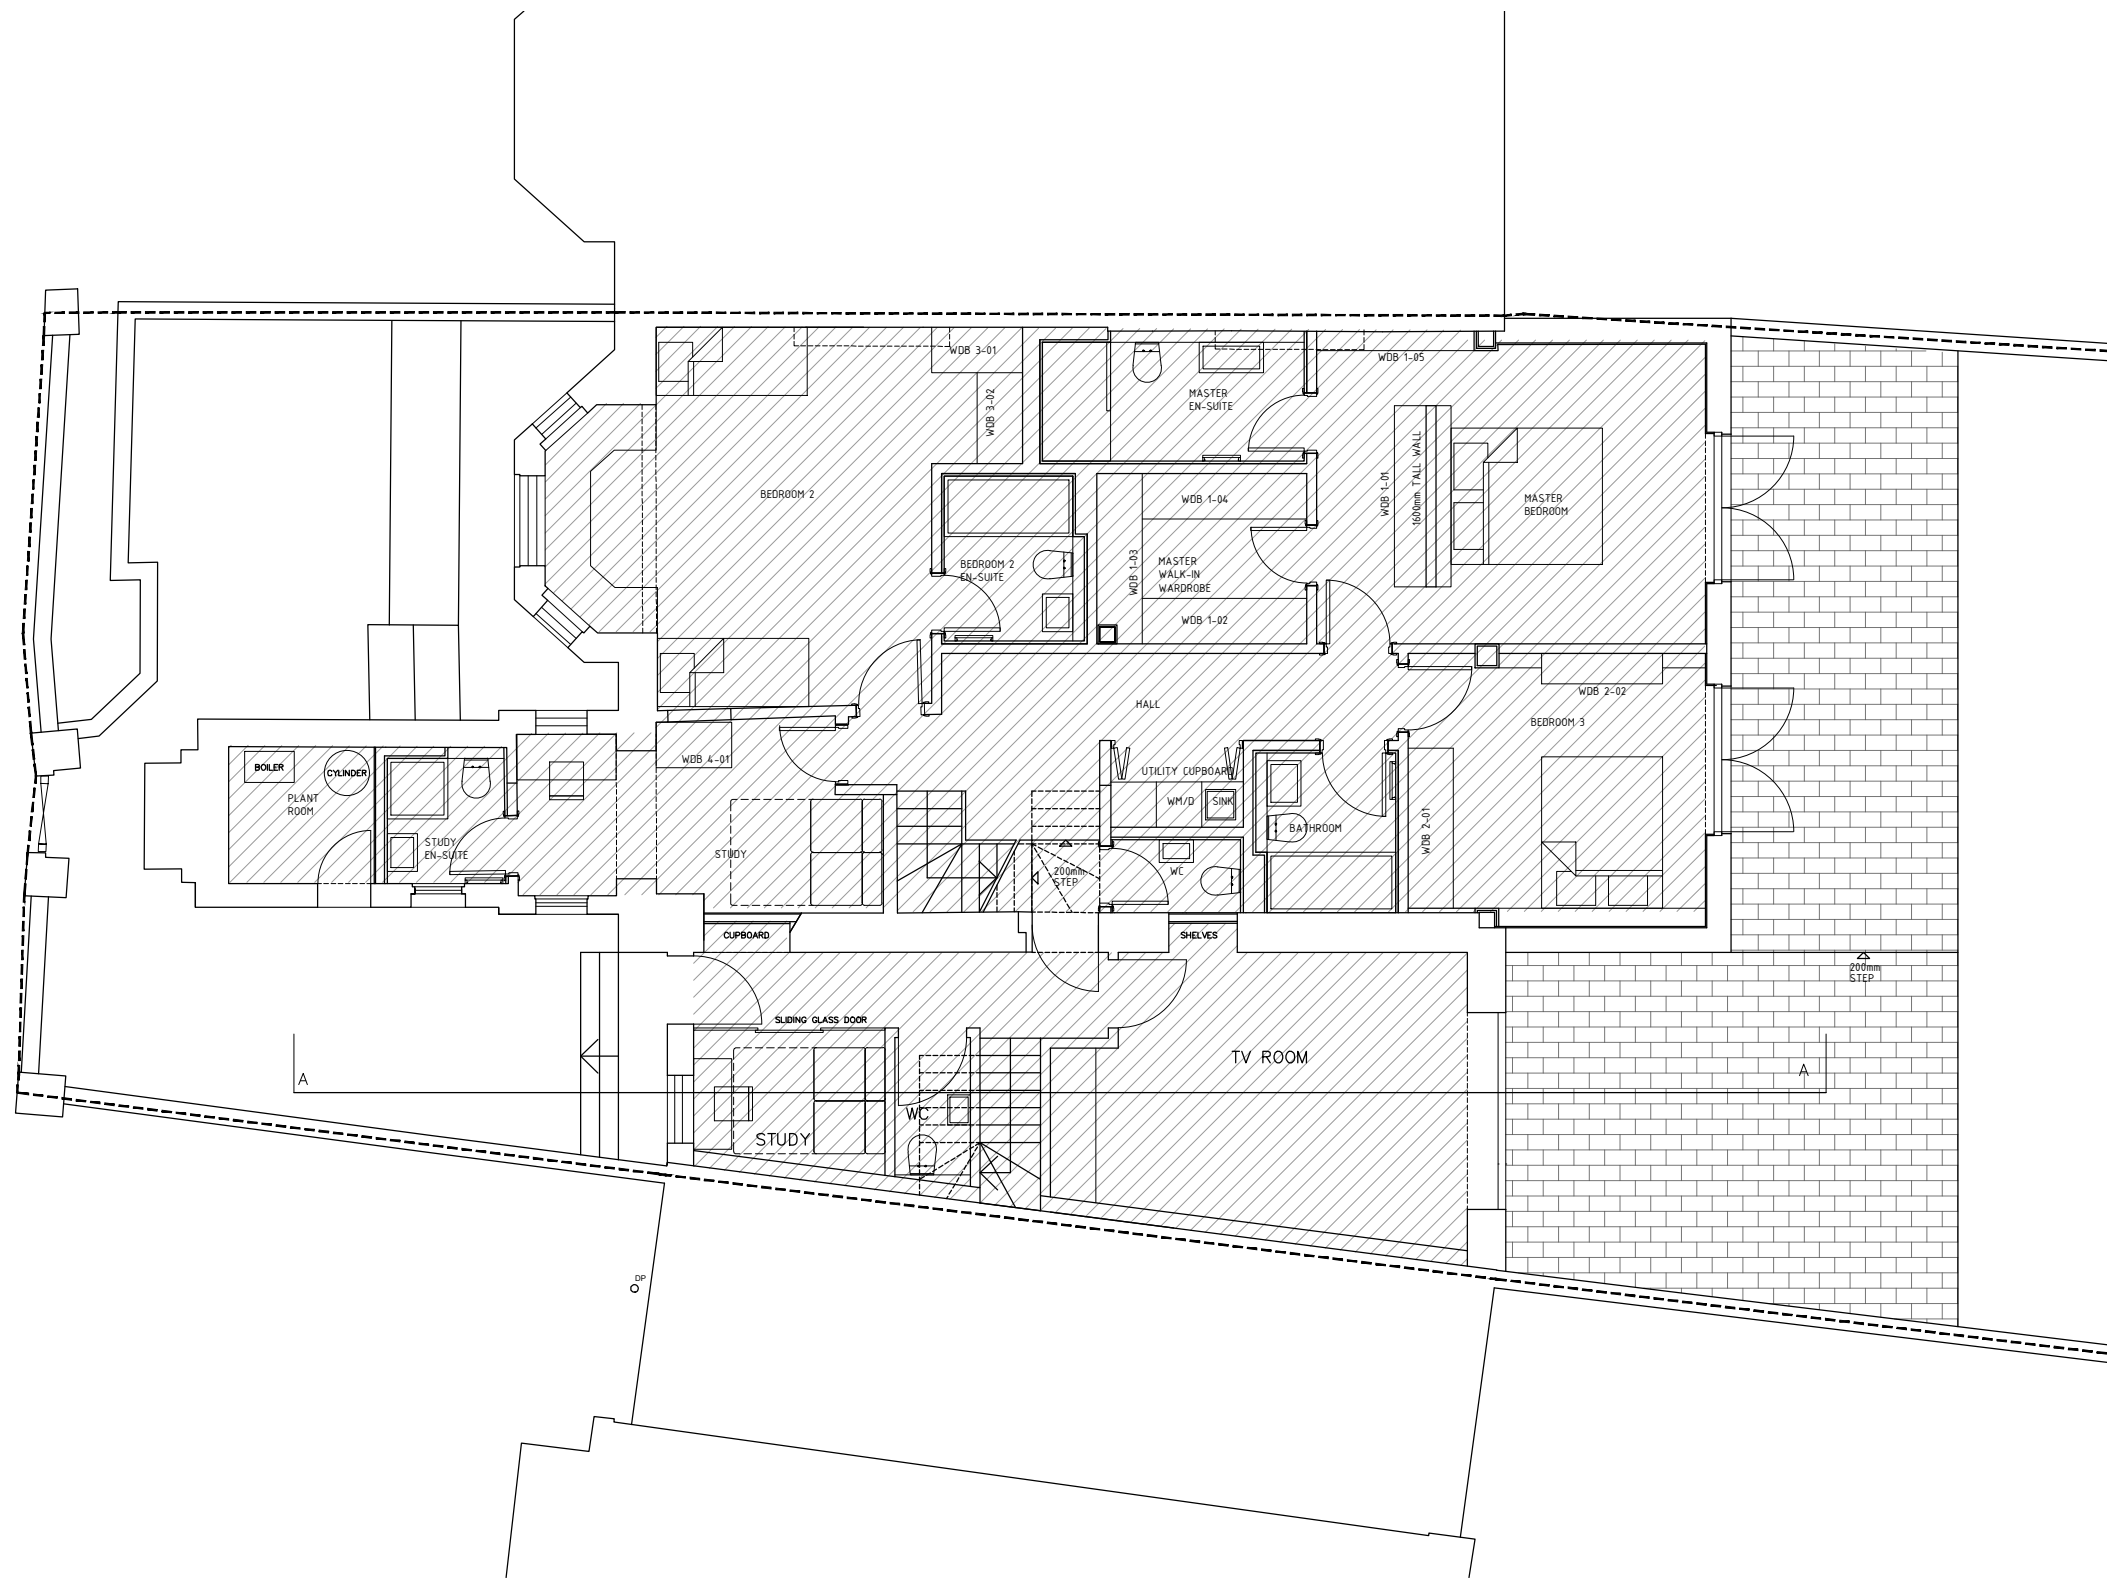 WDB 3-01
WDB 1-05
WDB 3-02
MASTER
EN-SUITE
BEDROOM 2
WDB 1-04
WDB 1-01
1600mm TALL WALL
MASTER
BEDROOM
BEDROOM 2
EN-SUITE
WDB 1-03
MASTER
WALK-IN
WARDROBE
WDB 1-02
HALL
WDB 2-02
BEDROOM 3
WDB 4-01
BOILER
CYLINDER
PLANT
ROOM
UTILITY CUPBOARD
WM/D
SINK
BATHROOM
WDB 2-01
STUDY
EN-SUITE
STUDY
200mm
STEP
WC
CUPBOARD
SHELVES
200mm
STEP
SLIDING GLASS DOOR
TV ROOM
A
A
WC
STUDY
DP